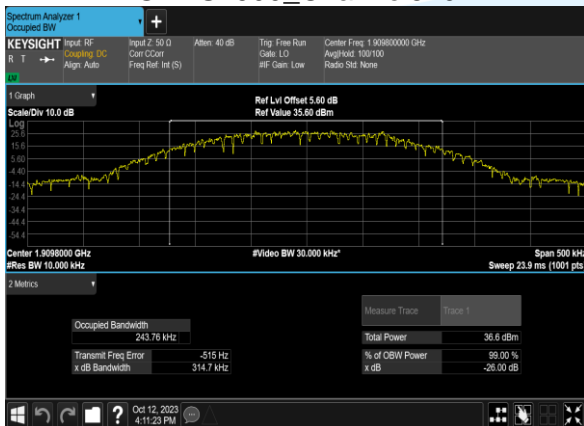 Spectrum Analyzer 1
Occupied BW
+
KEYSIGHT Input: RF Input Z: 50 Ω Atten: 40 dB Trig: Free Run Center Freq: 1.909800000 GHz
R T Coupling: DC Corr CCorr Gate: LO Avg|Hold: 100/100
Align: Auto Freq Ref: Int (S) #IF Gain: Low Radio Std: None
1 Graph Ref Lvl Offset 5.60 dB
Scale/Div 10.0 dB Ref Value 35.60 dBm
Log
25.6
15.6
5.60
-4.40
-14.4
-24.4
-34.4
-44.4
-54.4
Center 1.9098000 GHz #Video BW 30.000 kHz* Span 500 kHz
#Res BW 10.000 kHz Sweep 23.9 ms (1001 pts
2 Metrics
Measure Trace Trace 1
Occupied Bandwidth
243.76 kHz Total Power 36.6 dBm
Transmit Freq Error -515 Hz % of OBW Power 99.00 %
x dB Bandwidth 314.7 kHz x dB -26.00 dB
? Oct 12, 2023
4:11:23 PM